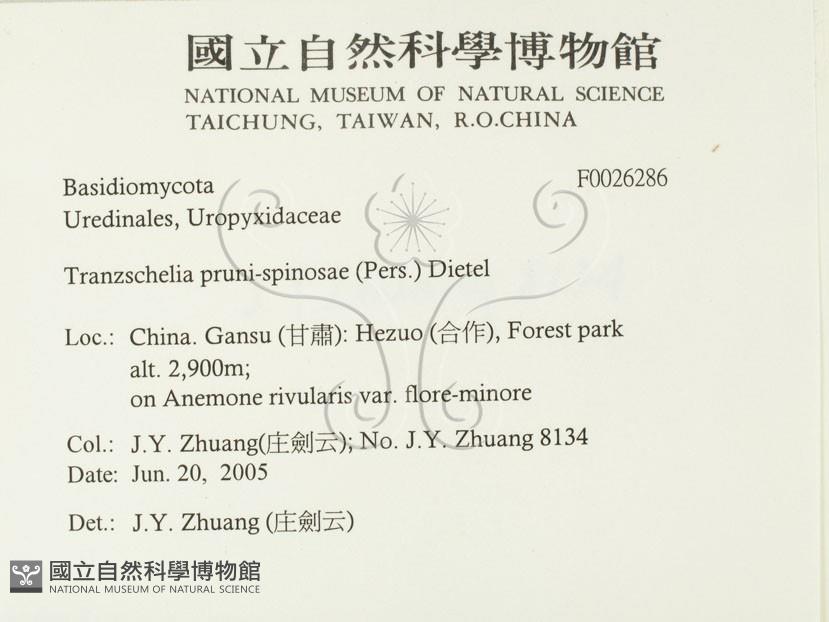 國立自然科學博物館
NATIONAL MUSEUM OF NATURAL SCIENCE
TAICHUNG, TAIWAN, R.O.CHINA
Basidiomycota F0026286
Uredinales, Uropyxidaceae
Tranzschelia pruni-spinosae (Pers.) Dietel
Loc.: China. Gansu (甘肅): Hezuo (合作), Forest park
alt. 2,900m;
on Anemone rivularis var. flore-minore
Col.: J.Y. Zhuang(庄劍云); No. J.Y. Zhuang 8134
Date: Jun. 20, 2005
Det.: J.Y. Zhuang (庄劍云)
國立自然科學博物館
NATIONAL MUSEUM OF NATURAL SCIENCE